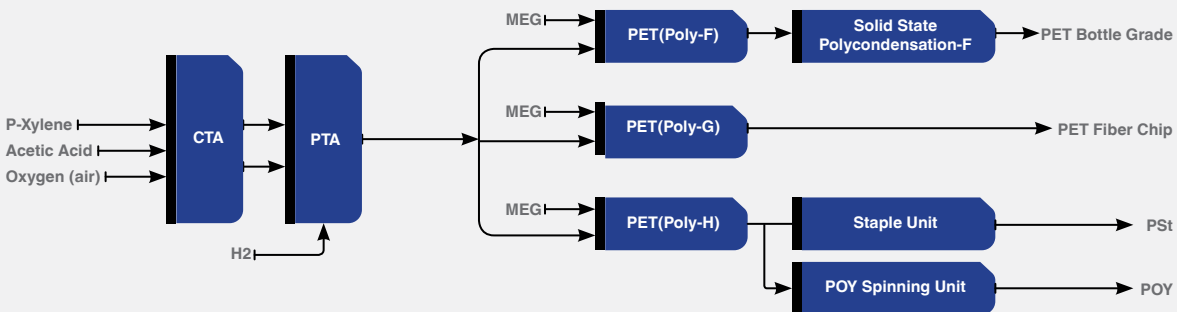 MEG
PET(Poly-F)
Solid State
Polycondensation-F
PET Bottle Grade
P-Xylene
Acetic Acid
Oxygen (air)
CTA
PTA
H2
MEG
PET(Poly-G)
PET Fiber Chip
MEG
PET(Poly-H)
Staple Unit
PSt
POY Spinning Unit
POY